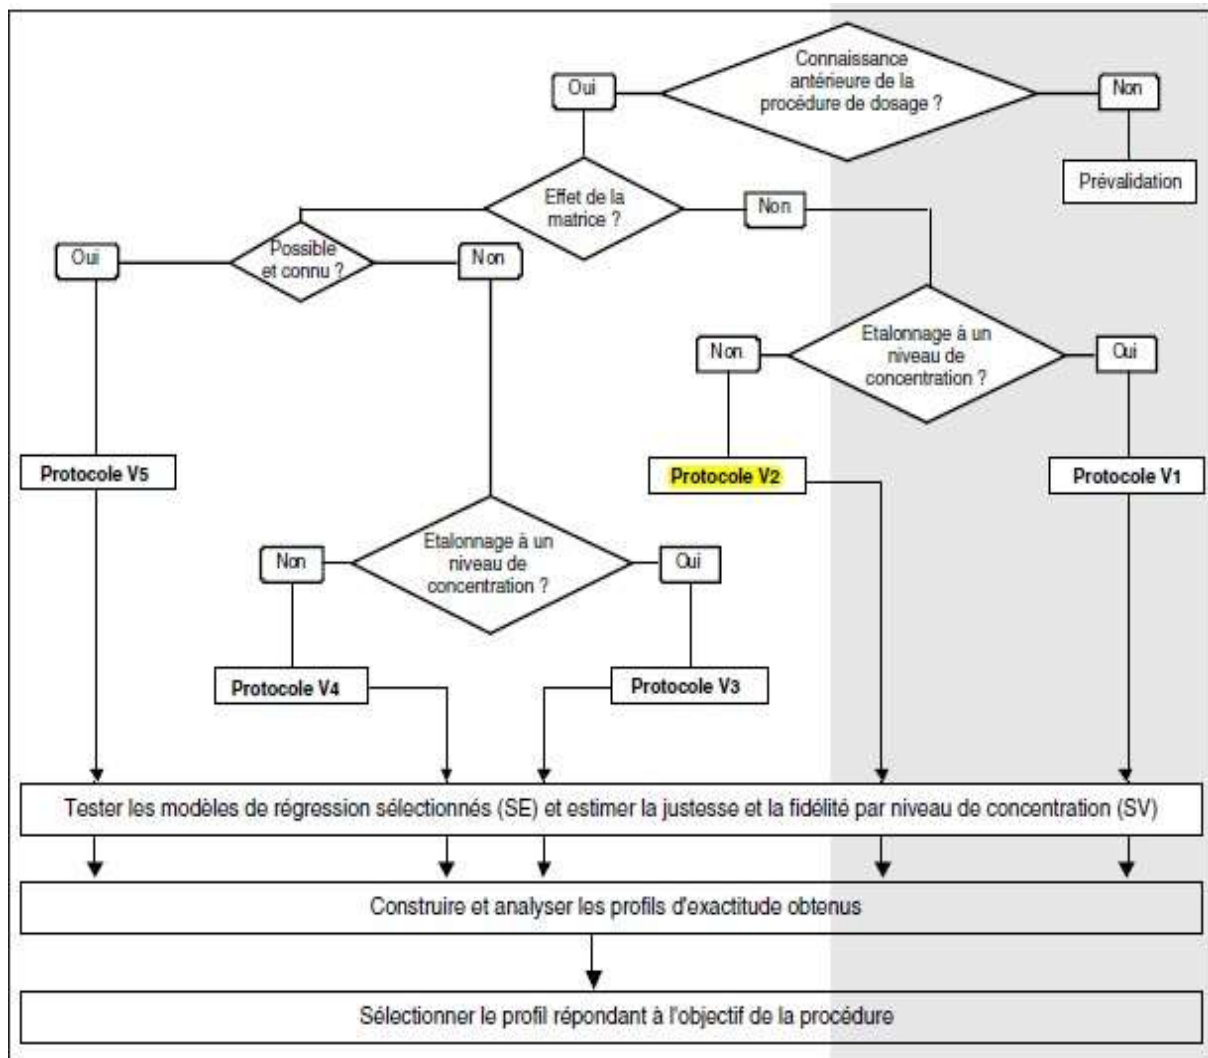 Connaissance
antérieure de la
procédure de dosage ?
Oui
Non
Prévalidation
Effet de la
matrice ?
Non
Possible
et connu ?
Oui
Non
Etalonnage à un
niveau de
concentration ?
Non
Oui
Protocole V5
Protocole V2
Protocole V1
Etalonnage à un
niveau de
concentration ?
Non
Oui
Protocole V4
Protocole V3
Tester les modèles de régression sélectionnés (SE) et estimer la justesse et la fidélité par niveau de concentration (SV)
Construire et analyser les profils d'exactitude obtenus
Sélectionner le profil répondant à l'objectif de la procédure